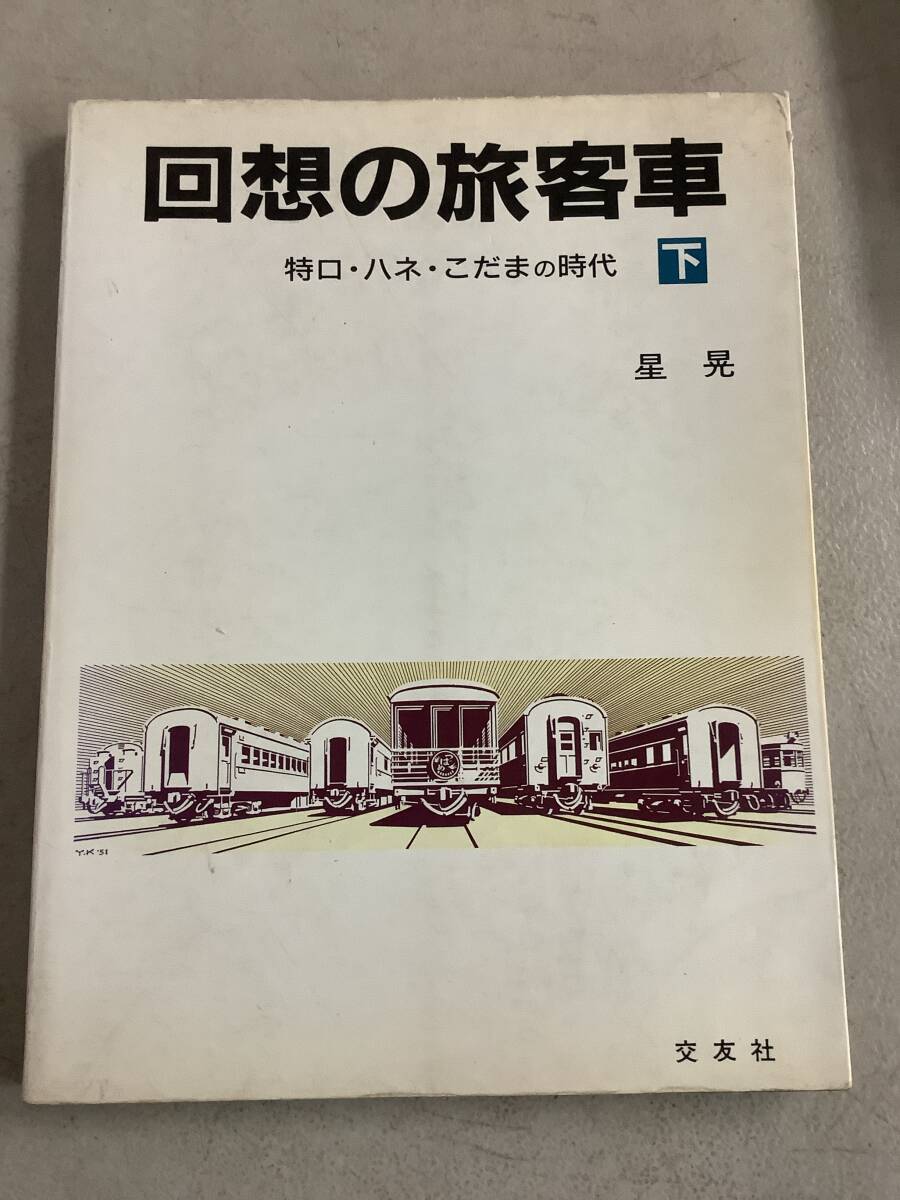 回想の旅客車
特ロ・ハネ・こだまの時代 下
星 晃
Y.K '51
交友社